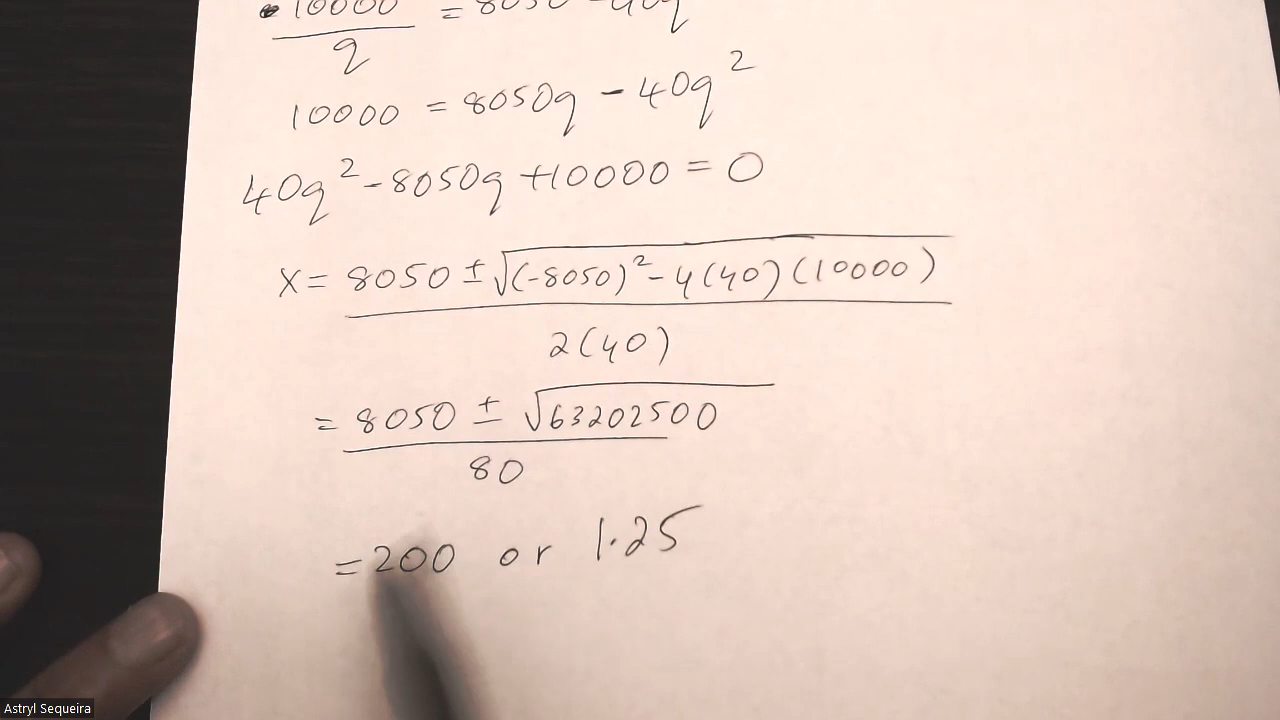 10000 = 8050 - 40q
q
10000 = 8050q - 40q²
40q² - 8050q + 10000 = 0
x = 8050 ± √(-8050)² - 4(40)(10000)
2(40)
= 8050 ± √63202500
80
= 200 or 1.25
Astryl Sequeira